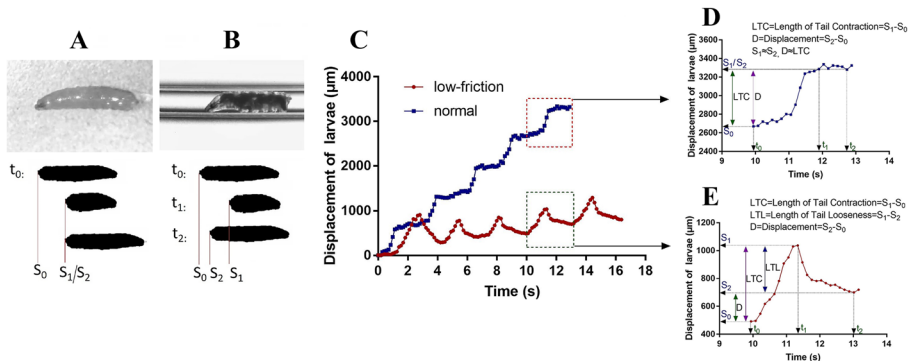 A
B
t0:
t1:
t2:
S0
S1/S2
t0:
t1:
t2:
S0
S2
S1
C
Displacement of larvae (μm)
4000
3000
2000
1000
0
low-friction
normal
0
2
4
6
8
10
12
14
16
18
Time (s)
D
LTC=Length of Tail Contraction=S1-S0
D=Displacement=S2-S0
S1≈S2, D≈LTC
Displacement of larvae (μm)
3600
3400
3200
3000
2800
2600
2400
S1/S2
S0
LTC
D
t0
t1
t2
9
10
11
12
13
14
Time (s)
E
LTC=Length of Tail Contraction=S1-S0
LTL=Length of Tail Looseness=S1-S2
D=Displacement=S2-S0
Displacement of larvae (μm)
1200
1000
800
600
400
S1
S2
S0
D
LTC
LTL
t0
t1
t2
9
10
11
12
13
14
Time (s)